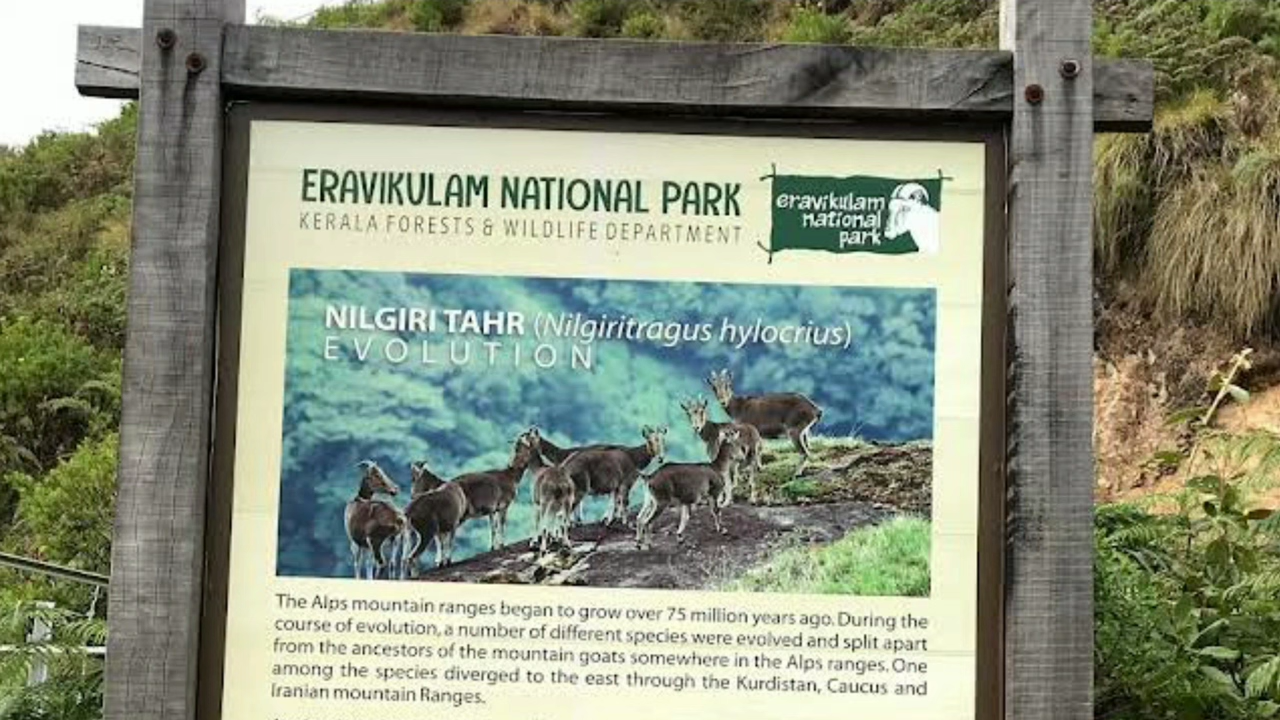 ERAVIKULAM NATIONAL PARK
KERALA FORESTS & WILDLIFE DEPARTMENT
eravikulam
national
park
NILGIRI TAHR (Nilgiritragus hylocrius)
EVOLUTION
The Alps mountain ranges began to grow over 75 million years ago. During the
course of evolution, a number of different species were evolved and split apart
from the ancestors of the mountain goats somewhere in the Alps ranges. One
among the species diverged to the east through the Kurdistan, Caucus and
Iranian mountain Ranges.